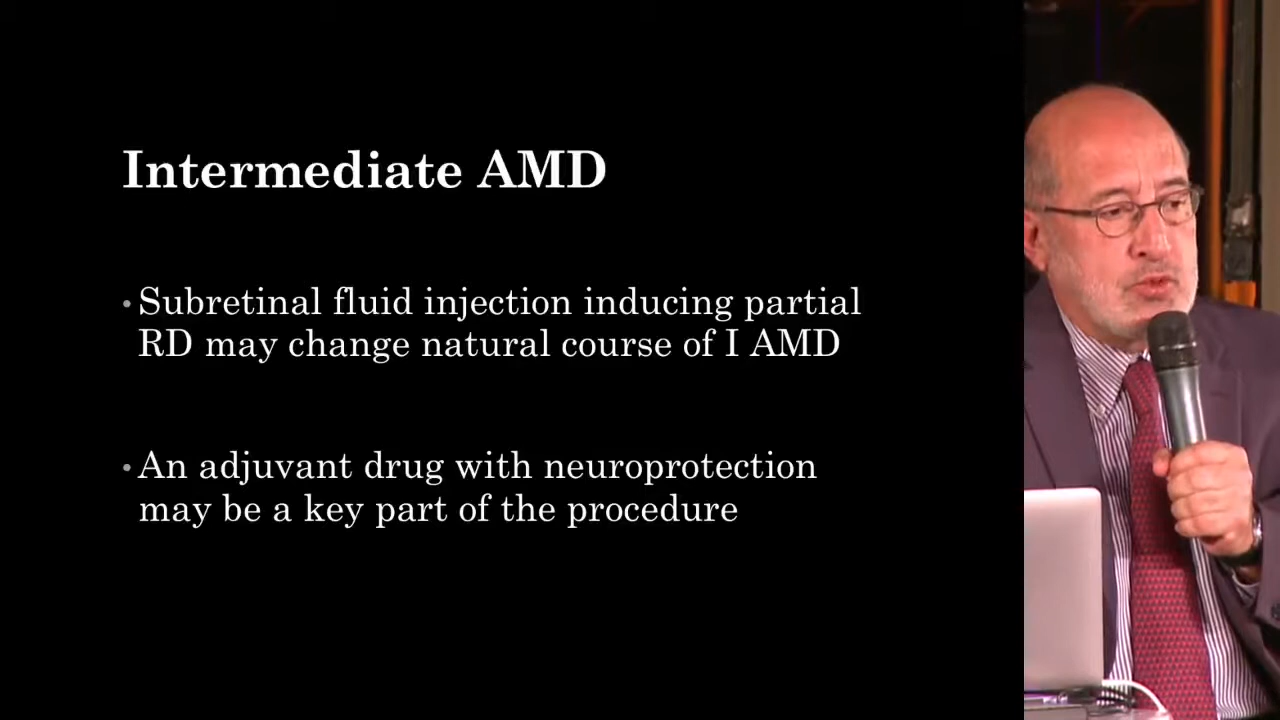 Intermediate AMD
• Subretinal fluid injection inducing partial
RD may change natural course of I AMD
• An adjuvant drug with neuroprotection
may be a key part of the procedure